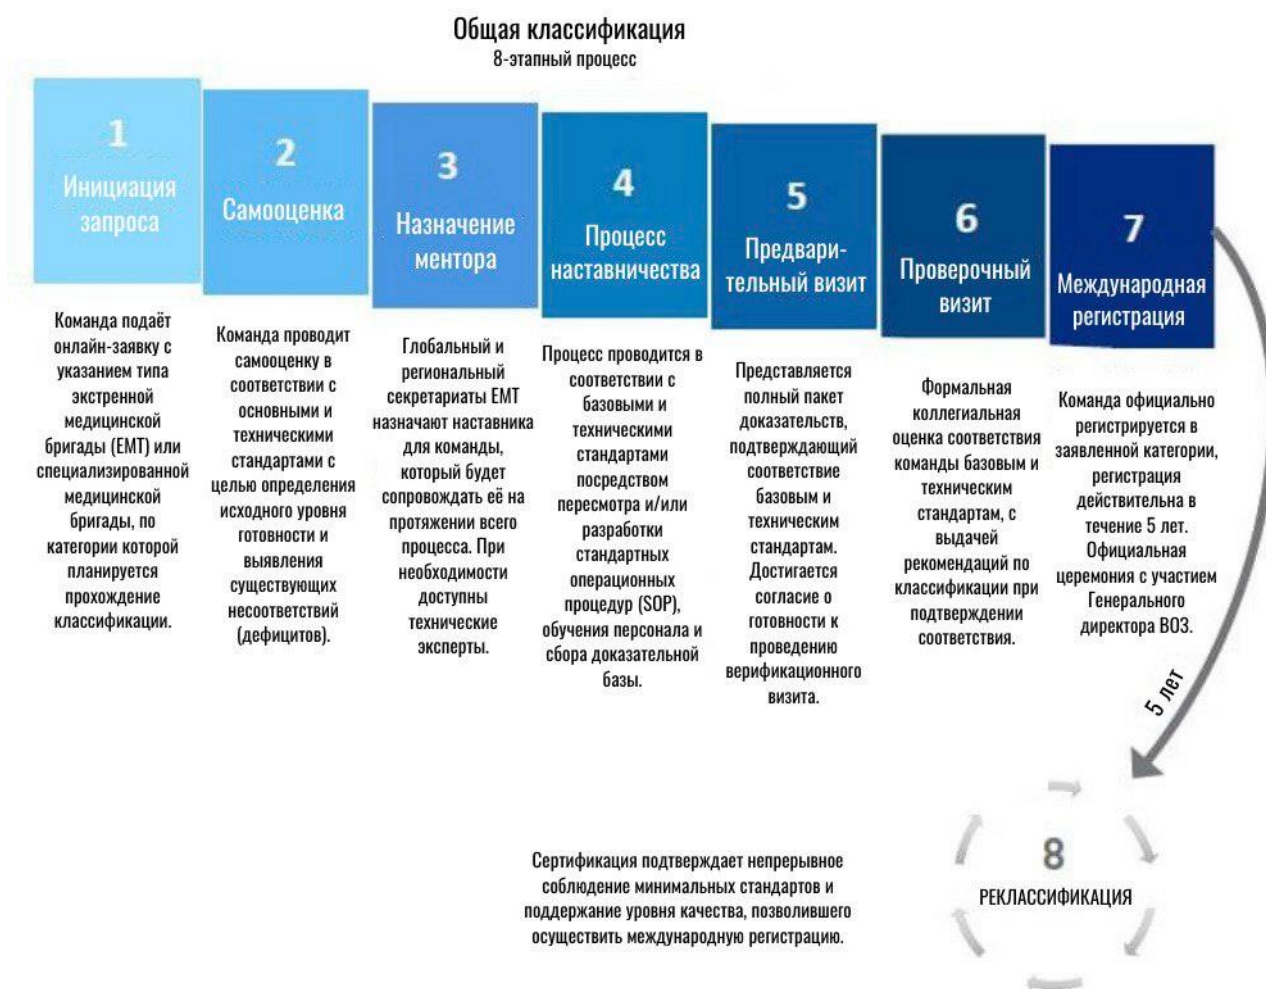 Общая классификация
8-этапный процесс
1
Инициация
запроса
Команда подаёт
онлайн-заявку с
указанием типа
экстренной
медицинской
бригады (ЕМТ) или
специализированной
медицинской
бригады, по
категории которой
планируется
прохождение
классификации.
2
Самооценка
Команда проводит
самооценку в
соответствии с
основными и
техническими
стандартами с
целью определения
исходного уровня
готовности и
выявления
существующих
несоответствий
(дефицитов).
3
Назначение
ментора
Глобальный и
региональный
секретариаты ЕМТ
назначают наставника
для команды,
который будет
сопровождать её на
протяжении всего
процесса. При
необходимости
доступны
технические
эксперты.
4
Процесс
наставничества
Процесс проводится в
соответствии с
базовыми и
техническими
стандартами
посредством
пересмотра и/или
разработки
стандартных
операционных
процедур (SOP),
обучения персонала и
сбора доказательной
базы.
5
Предвари-
тельный визит
Представляется
полный пакет
доказательств,
подтверждающий
соответствие
базовым и
техническим
стандартам.
Достигается
согласие о
готовности к
проведению
верификационного
визита.
6
Проверочный
визит
Формальная
коллегиальная
оценка соответствия
команды базовым и
техническим
стандартам, с
выдачей
рекомендаций по
классификации при
подтверждении
соответствия.
7
Международная
регистрация
Команда официально
регистрируется в
заявленной категории,
регистрация
действительна в
течение 5 лет.
Официальная
церемония с участием
Генерального
директора ВОЗ.
5 лет
8
РЕКЛАССИФИКАЦИЯ
Сертификация подтверждает непрерывное
соблюдение минимальных стандартов и
поддержание уровня качества, позволившего
осуществить международную регистрацию.